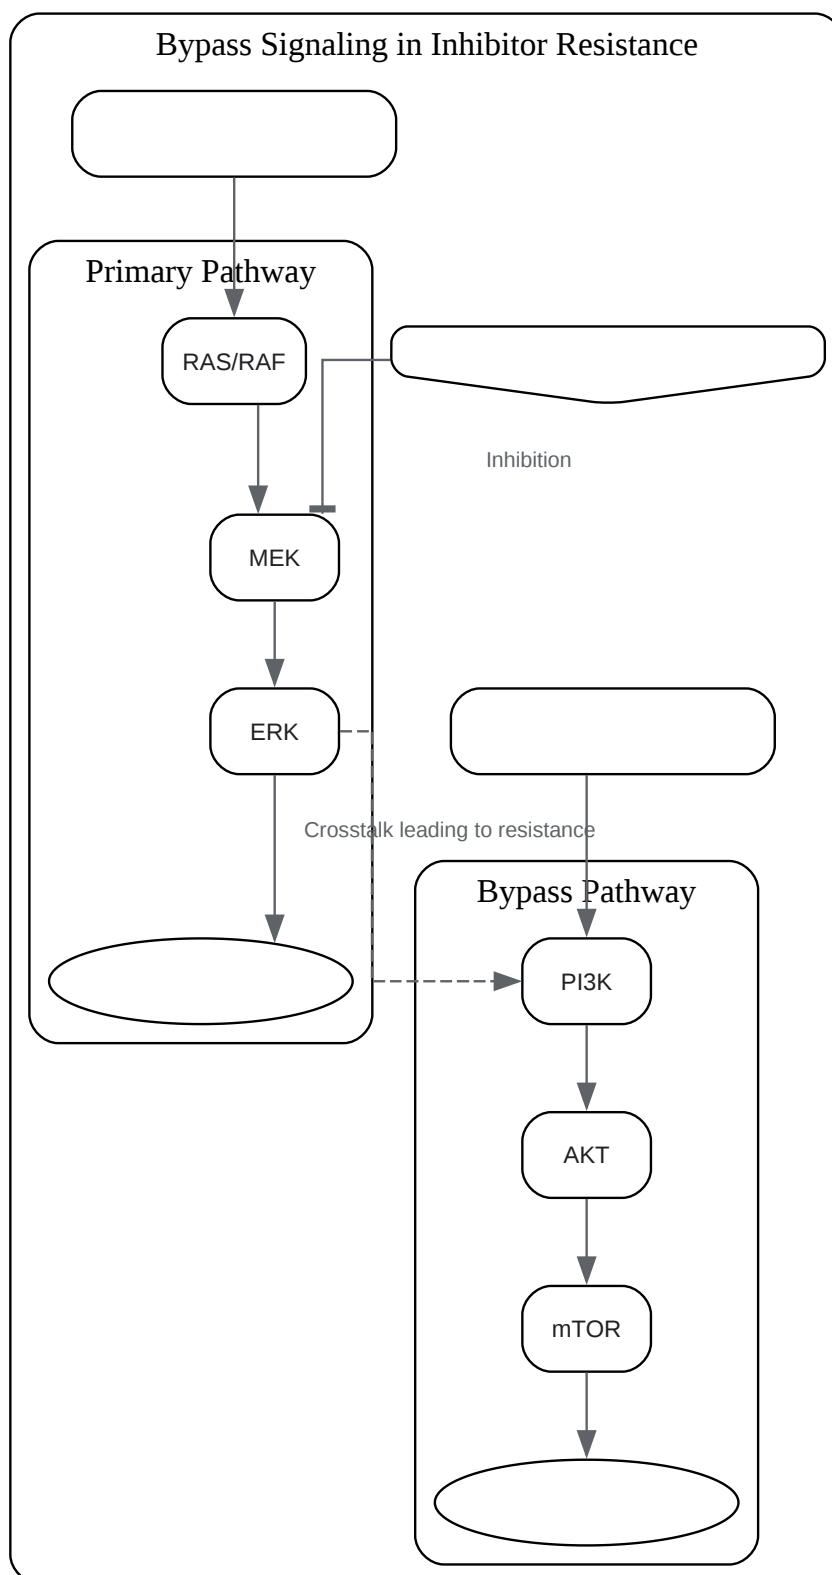 Bypass Signaling in Inhibitor Resistance
Primary Pathway
RAS/RAF
Inhibition
MEK
ERK
Crosstalk leading to resistance
Bypass Pathway
PI3K
AKT
mTOR